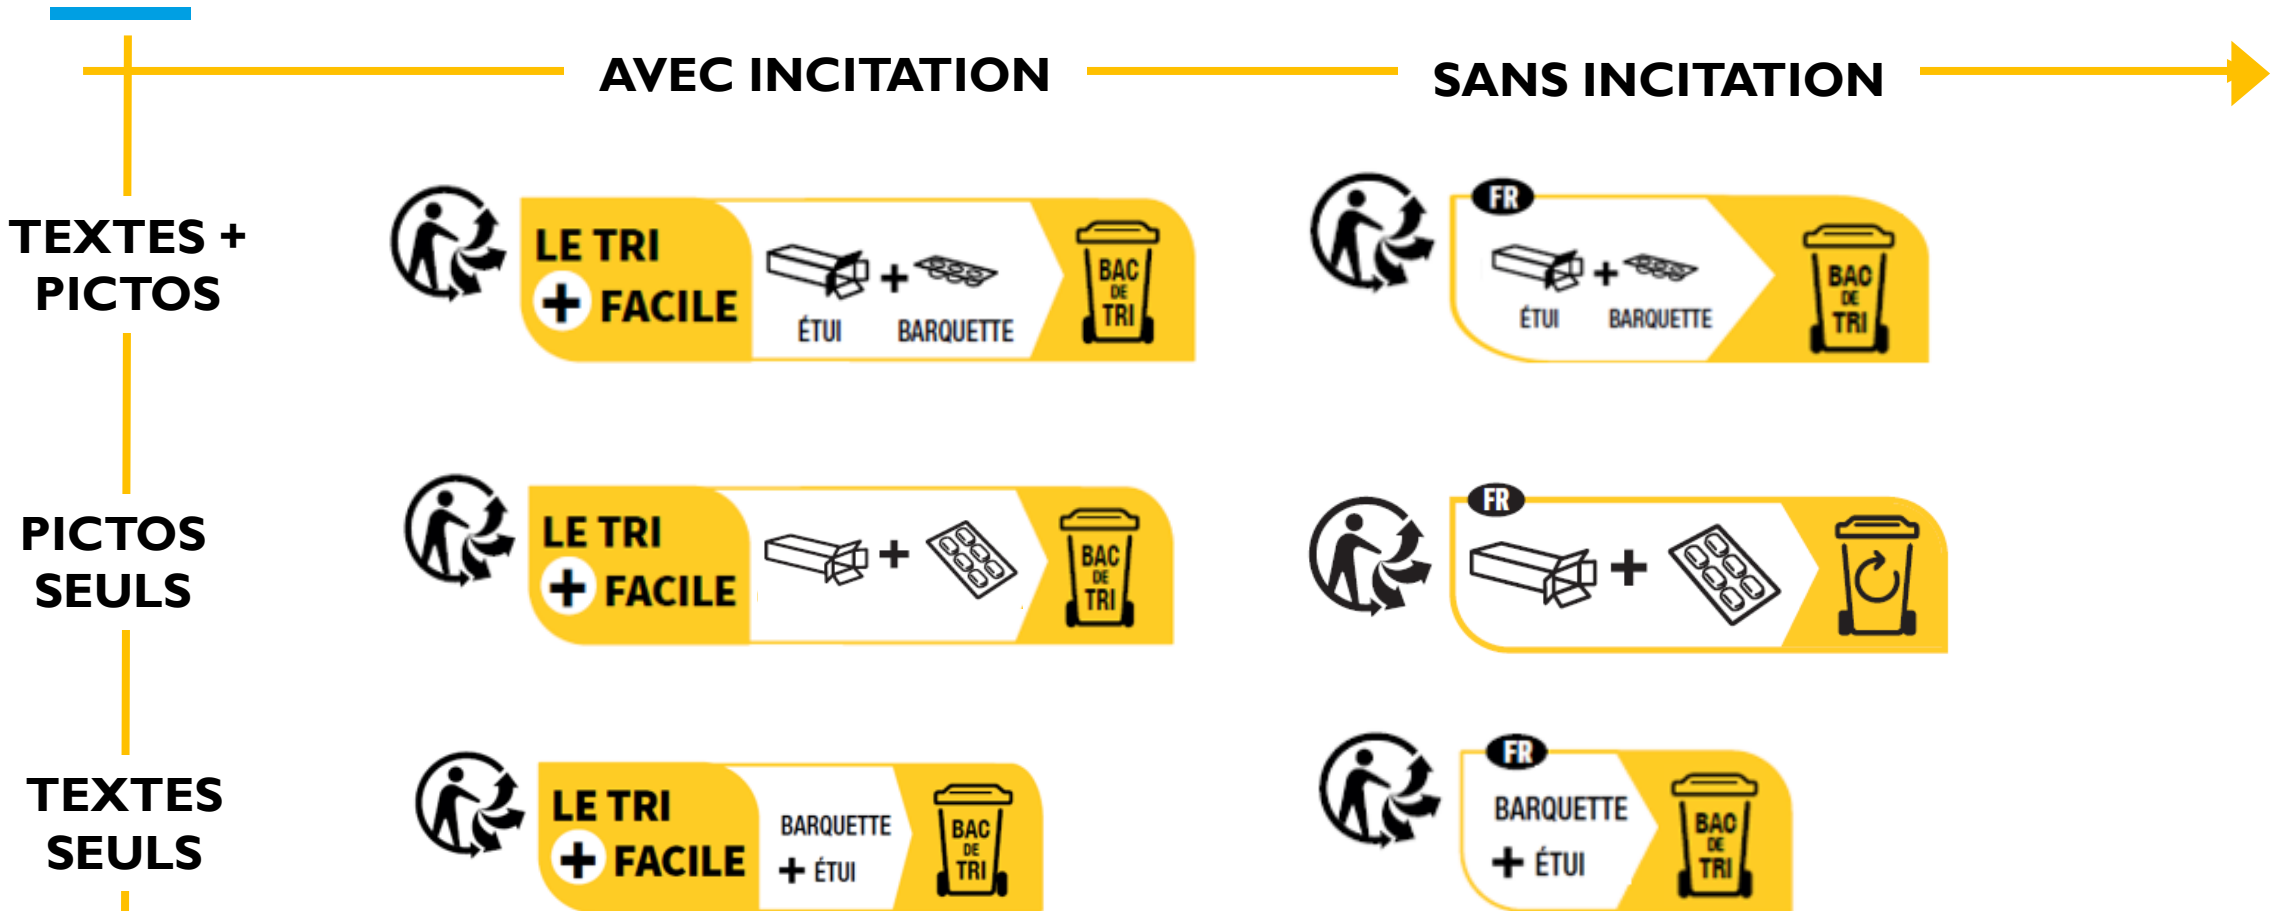 AVEC INCITATION
SANS INCITATION
TEXTES +
PICTOS
LE TRI
+ FACILE
+
ÉTUI BARQUETTE
BAC
DE
TRI
FR
+
ÉTUI BARQUETTE
BAC
DE
TRI
PICTOS
SEULS
LE TRI
+ FACILE
+
BAC
DE
TRI
FR
+
TEXTES
SEULS
LE TRI
+ FACILE
BARQUETTE
+ ÉTUI
BAC
DE
TRI
FR
BARQUETTE
+ ÉTUI
BAC
DE
TRI